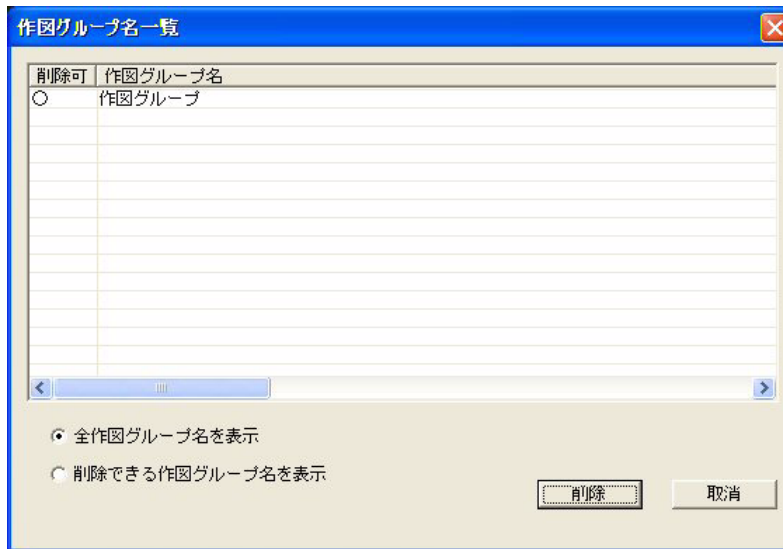 作図グループ名一覧
削除可 作図グループ名
○ 作図グループ
全作図グループ名を表示
削除できる作図グループ名を表示
削除 取消